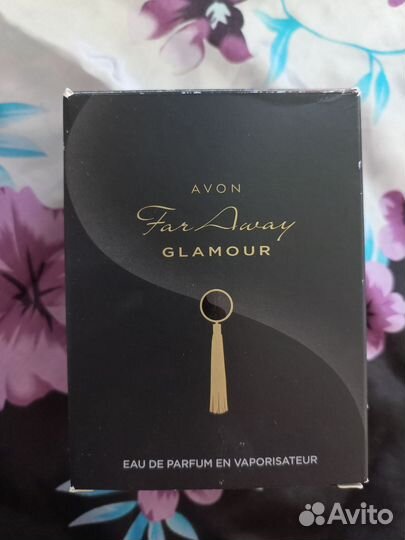 AVON
Far Away
GLAMOUR
EAU DE PARFUM EN VAPORISATEUR
Avito